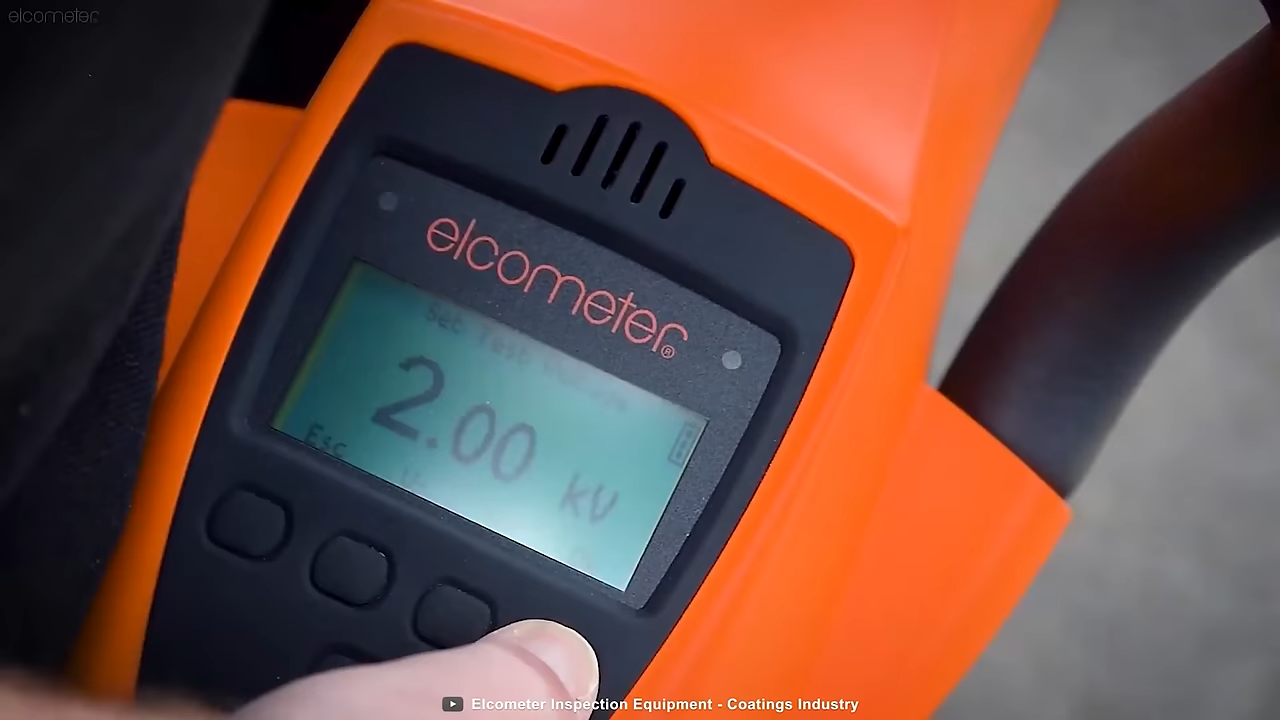 elcometer
elcometer®
Set Test Voltage
2.00 kV
Esc
Elcometer Inspection Equipment - Coatings Industry